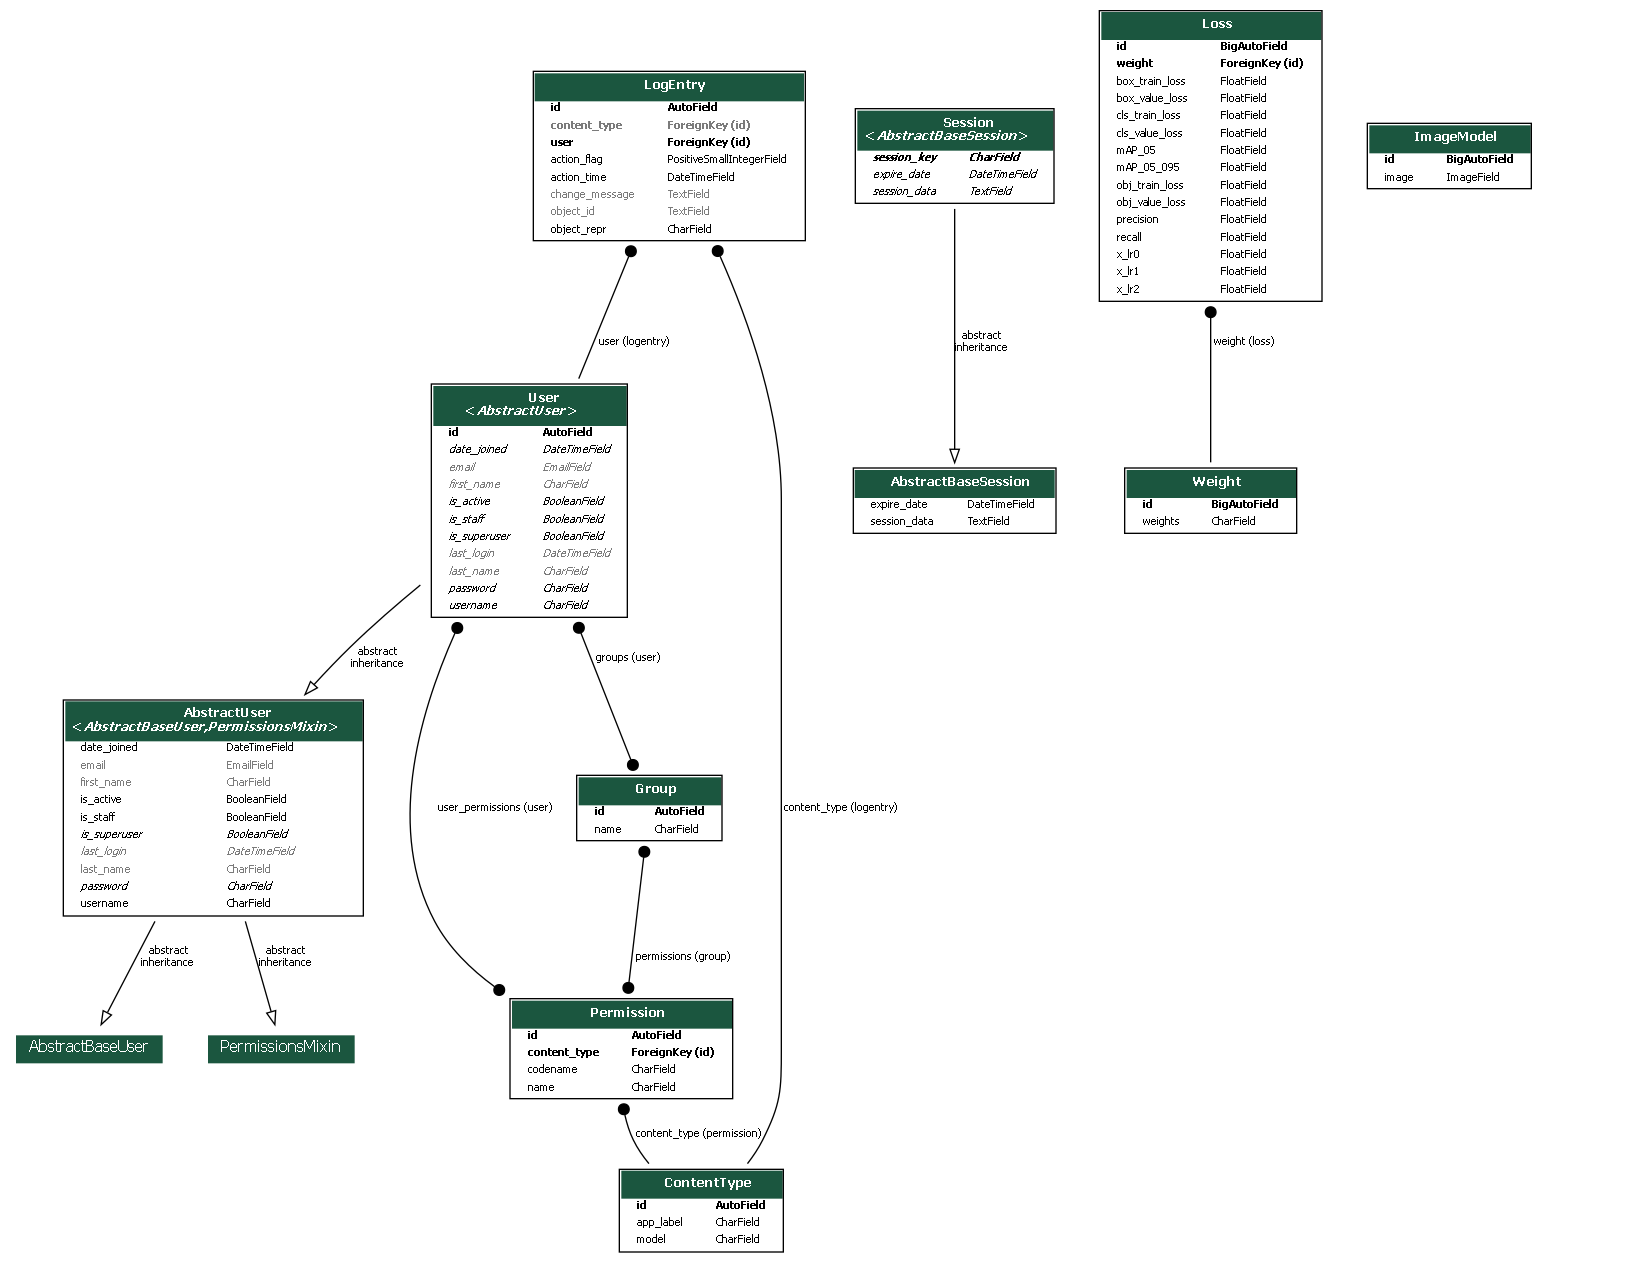 Loss
id BigAutoField
weight ForeignKey (id)
box_train_loss FloatField
box_value_loss FloatField
cls_train_loss FloatField
cls_value_loss FloatField
mAP_05 FloatField
mAP_05_095 FloatField
obj_train_loss FloatField
obj_value_loss FloatField
precision FloatField
recall FloatField
x_lr0 FloatField
x_lr1 FloatField
x_lr2 FloatField
LogEntry
id AutoField
content_type ForeignKey (id)
user ForeignKey (id)
action_flag PositiveSmallIntegerField
action_time DateTimeField
change_message TextField
object_id TextField
object_repr CharField
Session
<AbstractBaseSession>
session_key CharField
expire_date DateTimeField
session_data TextField
ImageModel
id BigAutoField
image ImageField
user (logentry)
abstract
inheritance
weight (loss)
User
<AbstractUser>
id AutoField
date_joined DateTimeField
email EmailField
first_name CharField
is_active BooleanField
is_staff BooleanField
is_superuser BooleanField
last_login DateTimeField
last_name CharField
password CharField
username CharField
AbstractBaseSession
expire_date DateTimeField
session_data TextField
Weight
id BigAutoField
weights CharField
abstract
inheritance
groups (user)
AbstractUser
<AbstractBaseUser,PermissionsMixin>
date_joined DateTimeField
email EmailField
first_name CharField
is_active BooleanField
is_staff BooleanField
is_superuser BooleanField
last_login DateTimeField
last_name CharField
password CharField
username CharField
user_permissions (user)
Group
id AutoField
name CharField
content_type (logentry)
abstract
inheritance
abstract
inheritance
permissions (group)
AbstractBaseUser
PermissionsMixin
Permission
id AutoField
content_type ForeignKey (id)
codename CharField
name CharField
content_type (permission)
ContentType
id AutoField
app_label CharField
model CharField